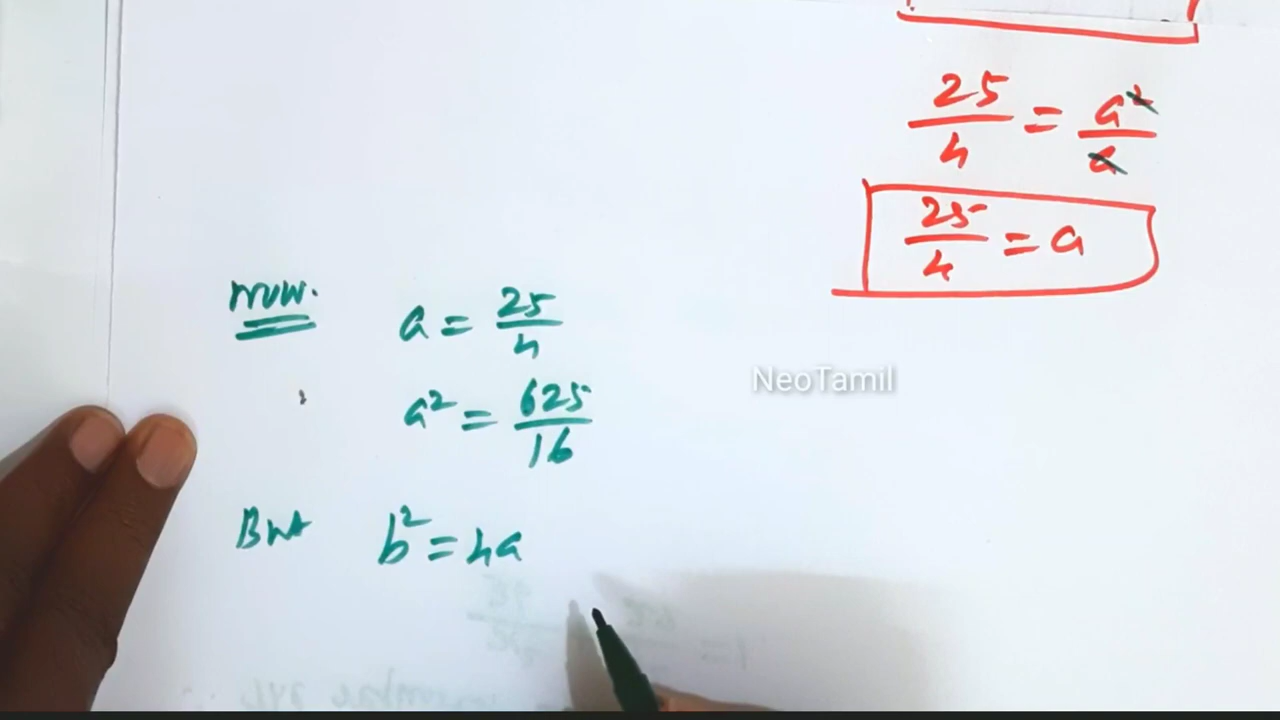 25/4 = a²/a
25/4 = a
Now.
a = 25/4
a² = 625/16
But b² = 4a
NeoTamil